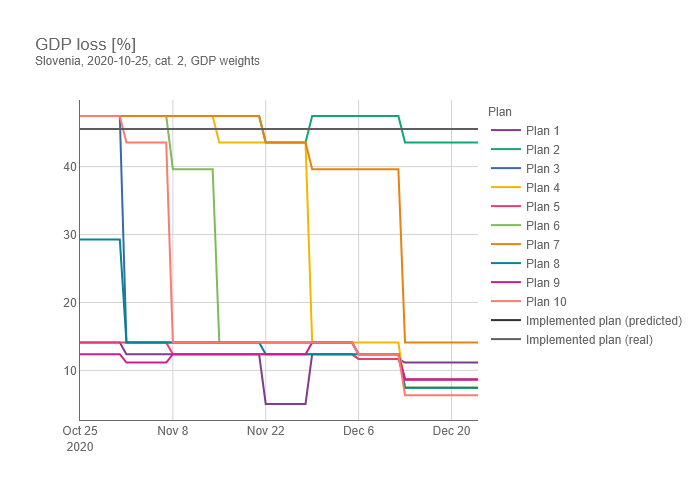 GDP loss [%]
Slovenia, 2020-10-25, cat. 2, GDP weights
Plan
Plan 1
Plan 2
Plan 3
Plan 4
Plan 5
Plan 6
Plan 7
Plan 8
Plan 9
Plan 10
Implemented plan (predicted)
Implemented plan (real)
40
30
20
10
Oct 25 Nov 8 Nov 22 Dec 6 Dec 20
2020